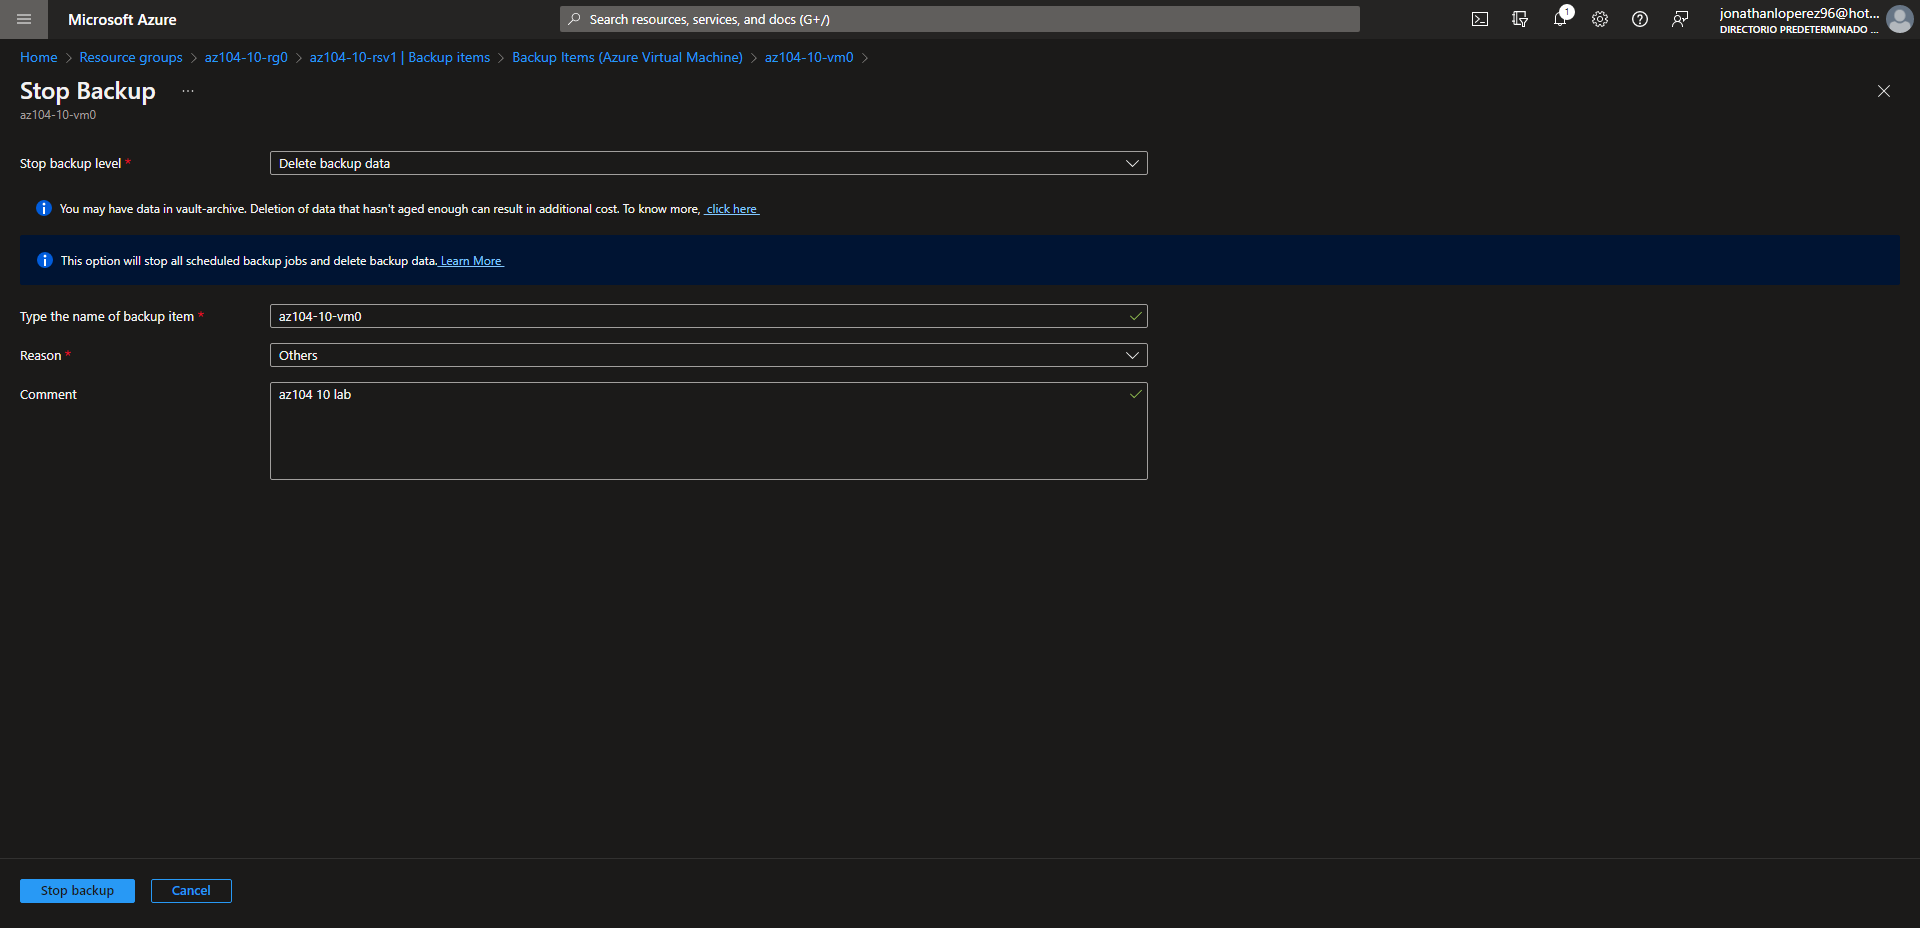 Microsoft Azure
Search resources, services, and docs (G+/)
1
jonathanloperez96@hot...
DIRECTORIO PREDETERMINADO ...
Home > Resource groups > az104-10-rg0 > az104-10-rsv1 | Backup items > Backup Items (Azure Virtual Machine) > az104-10-vm0 >
Stop Backup ...
az104-10-vm0
Stop backup level * Delete backup data
You may have data in vault-archive. Deletion of data that hasn't aged enough can result in additional cost. To know more, click here
This option will stop all scheduled backup jobs and delete backup data. Learn More
Type the name of backup item * az104-10-vm0
Reason * Others
Comment az104 10 lab
Stop backup Cancel